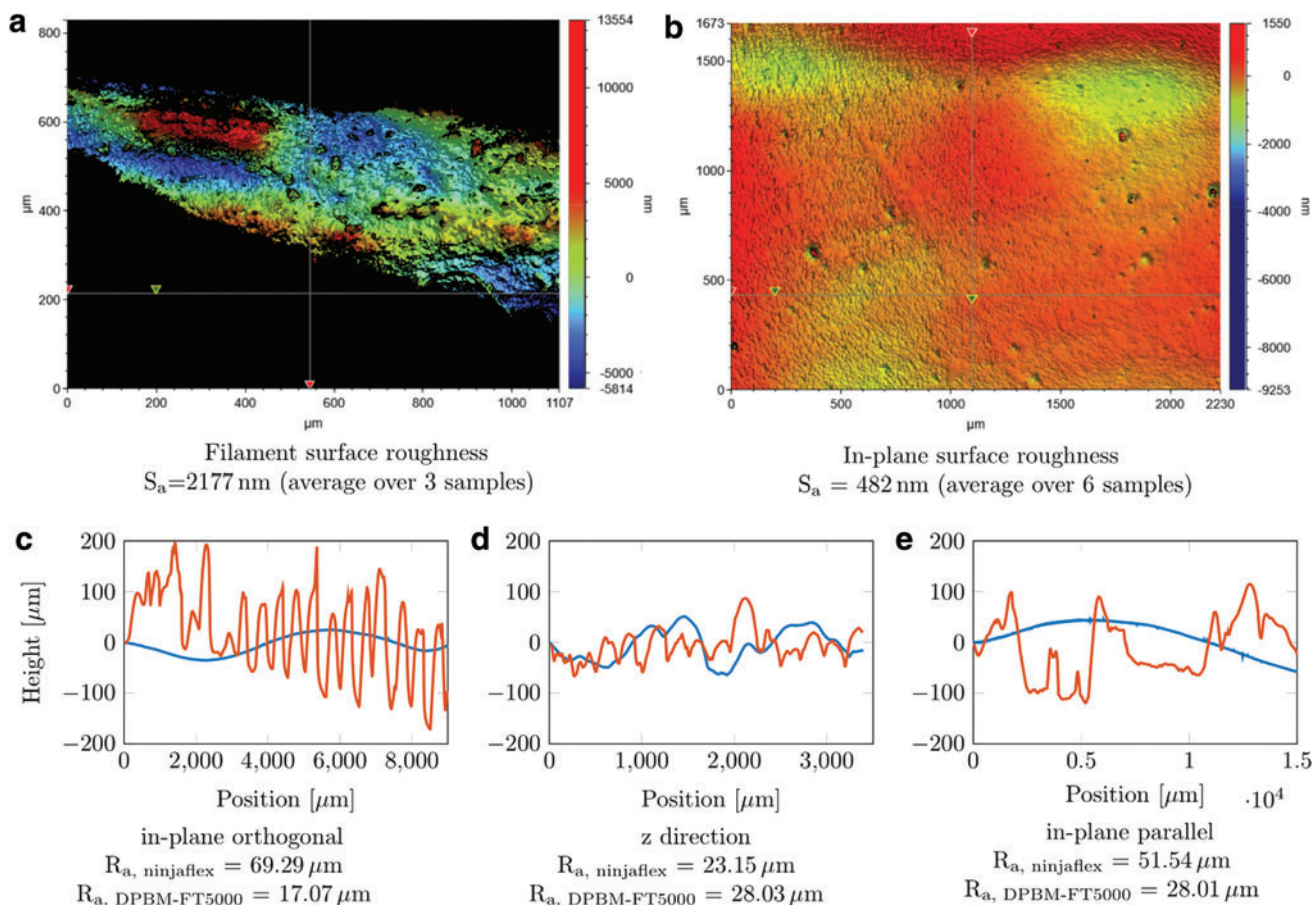 a
800
600
400
200
0
µm
0 200 400 600 800 1000 1107
µm
13554
10000
5000
0
-5000
-5814
nm
Filament surface roughness
Sa=2177 nm (average over 3 samples)
b
1673
1500
1000
500
0
µm
0 500 1000 1500 2000 2230
µm
1550
0
-2000
-4000
-6000
-8000
-9253
nm
In-plane surface roughness
Sa = 482 nm (average over 6 samples)
c
200
100
0
−100
−200
Height [µm]
0 2,000 4,000 6,000 8,000
Position [µm]
in-plane orthogonal
Ra, ninjaflex = 69.29 µm
Ra, DPBM-FT5000 = 17.07 µm
d
200
100
0
−100
−200
0 1,000 2,000 3,000
Position [µm]
z direction
Ra, ninjaflex = 23.15 µm
Ra, DPBM-FT5000 = 28.03 µm
e
200
100
0
−100
−200
0 0.5 1 1.5
Position [µm] ·10⁴
in-plane parallel
Ra, ninjaflex = 51.54 µm
Ra, DPBM-FT5000 = 28.01 µm